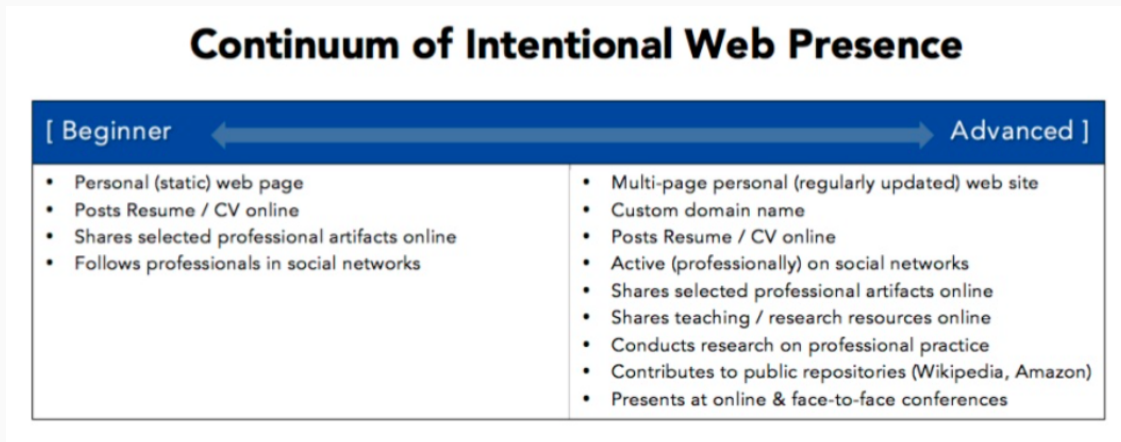 Continuum of Intentional Web Presence
[ Beginner
Advanced ]
• Personal (static) web page
• Posts Resume / CV online
• Shares selected professional artifacts online
• Follows professionals in social networks
• Multi-page personal (regularly updated) web site
• Custom domain name
• Posts Resume / CV online
• Active (professionally) on social networks
• Shares selected professional artifacts online
• Shares teaching / research resources online
• Conducts research on professional practice
• Contributes to public repositories (Wikipedia, Amazon)
• Presents at online & face-to-face conferences